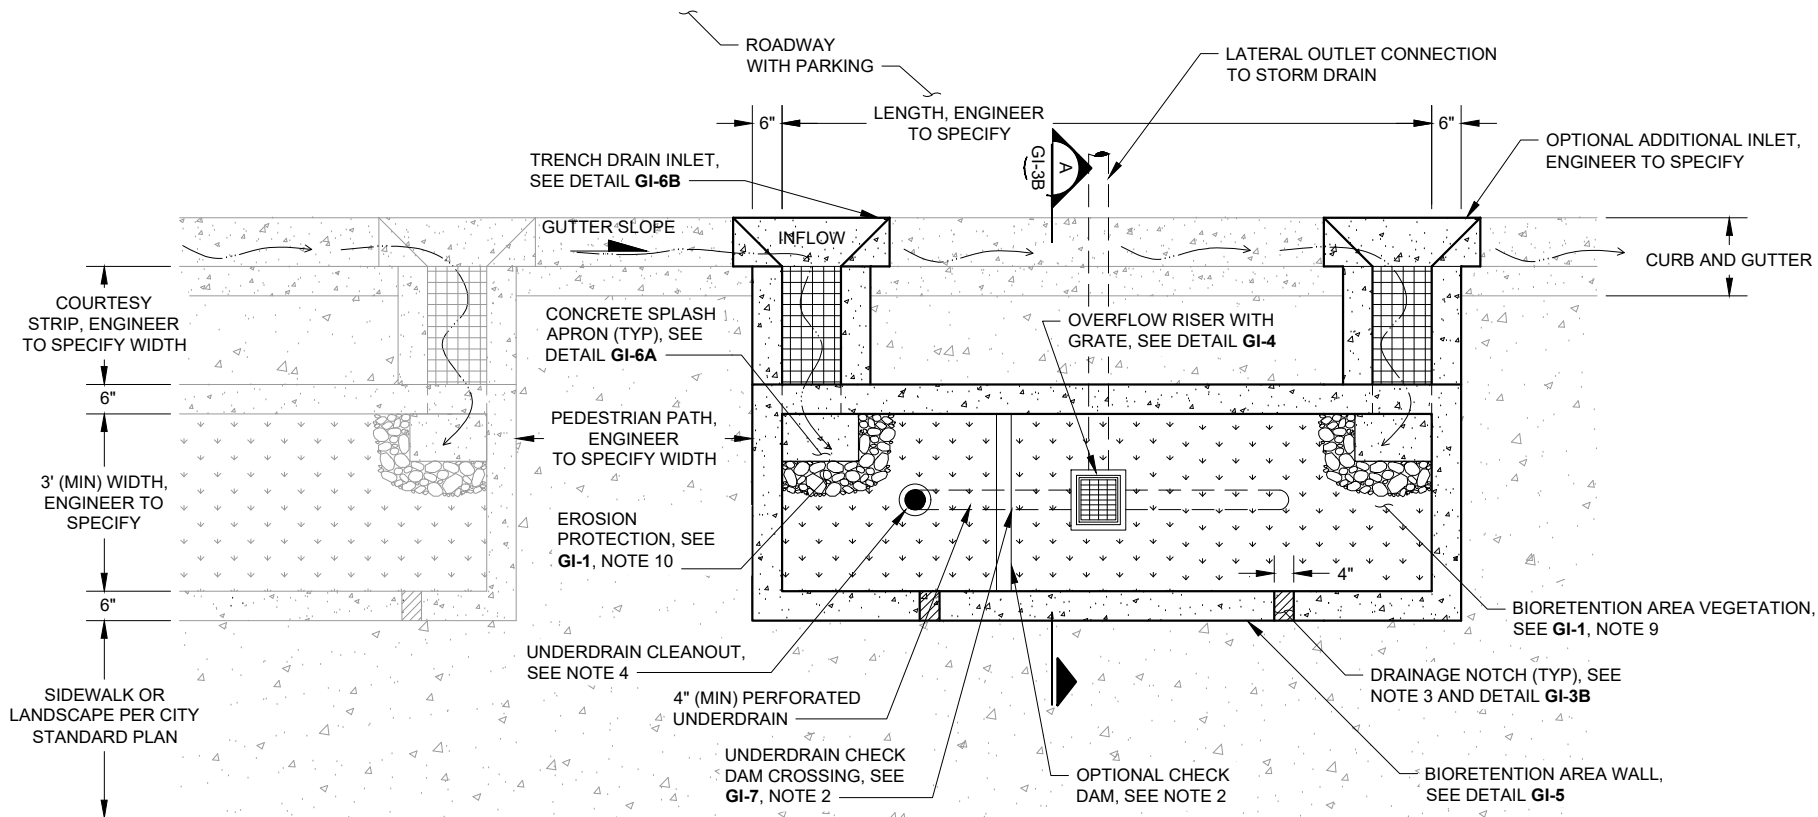 ROADWAY
WITH PARKING
LATERAL OUTLET CONNECTION
TO STORM DRAIN
6"
LENGTH, ENGINEER
TO SPECIFY
6"
OPTIONAL ADDITIONAL INLET,
ENGINEER TO SPECIFY
TRENCH DRAIN INLET,
SEE DETAIL GI-6B
A
GI-3B
GUTTER SLOPE
INFLOW
CURB AND GUTTER
COURTESY
STRIP, ENGINEER
TO SPECIFY WIDTH
CONCRETE SPLASH
APRON (TYP), SEE
DETAIL GI-6A
OVERFLOW RISER WITH
GRATE, SEE DETAIL GI-4
6"
PEDESTRIAN PATH,
ENGINEER
TO SPECIFY WIDTH
3' (MIN) WIDTH,
ENGINEER TO
SPECIFY
EROSION
PROTECTION, SEE
GI-1, NOTE 10
4"
6"
BIORETENTION AREA VEGETATION,
SEE GI-1, NOTE 9
UNDERDRAIN CLEANOUT,
SEE NOTE 4
DRAINAGE NOTCH (TYP), SEE
NOTE 3 AND DETAIL GI-3B
SIDEWALK OR
LANDSCAPE PER CITY
STANDARD PLAN
4" (MIN) PERFORATED
UNDERDRAIN
UNDERDRAIN CHECK
DAM CROSSING, SEE
GI-7, NOTE 2
OPTIONAL CHECK
DAM, SEE NOTE 2
BIORETENTION AREA WALL,
SEE DETAIL GI-5